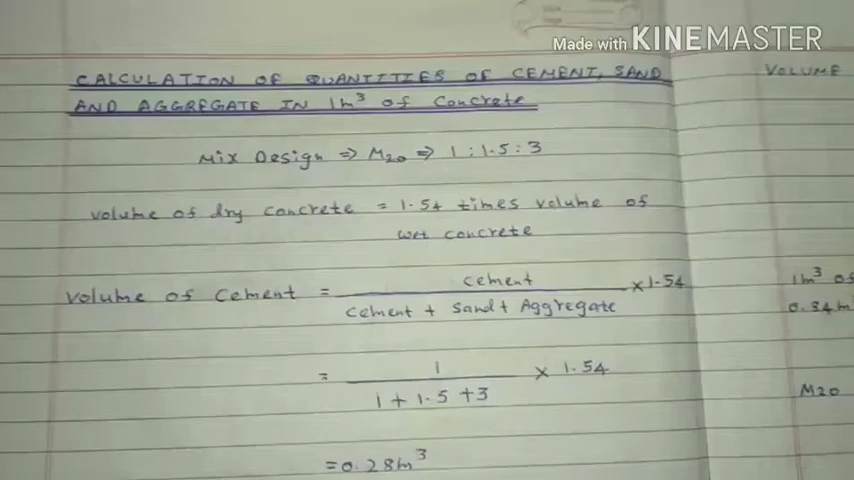 Made with KINEMASTER
CALCULATION OF QUANTITIES OF CEMENT, SAND
AND AGGREGATE IN 1m³ of Concrete
Mix Design ⇒ M20 ⇒ 1 : 1.5 : 3
volume of dry concrete = 1.54 times volume of
wet concrete
volume of cement = cement / cement + sand + Aggregate × 1.54
= 1 / 1 + 1.5 + 3 × 1.54
= 0.28m³
VOLUME
1m³ of
0.84m
M20